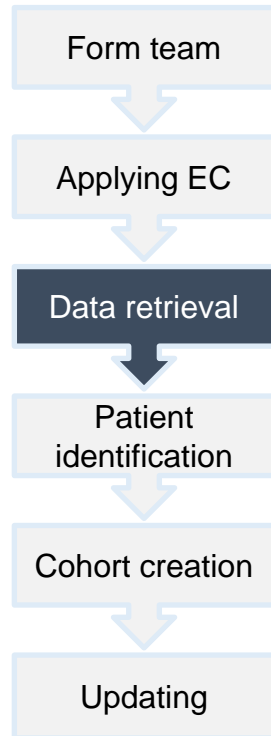 Form team
Applying EC
Data retrieval
Patient
identification
Cohort creation
Updating